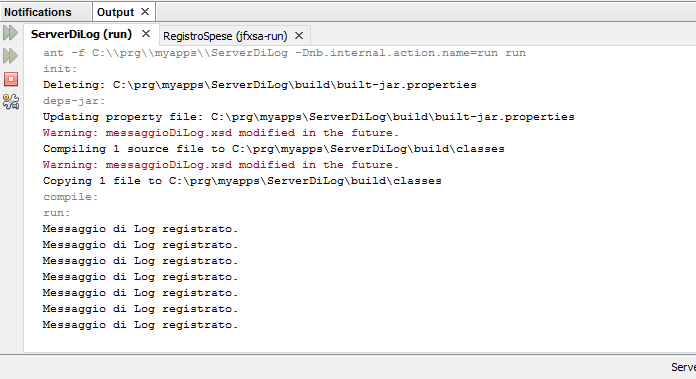 Notifications
Output
ServerDiLog (run)
RegistroSpese (jfxsa-run)
ant -f C:\\prg\\myapps\\ServerDiLog -Dnb.internal.action.name=run run
init:
Deleting: C:\prg\myapps\ServerDiLog\build\built-jar.properties
deps-jar:
Updating property file: C:\prg\myapps\ServerDiLog\build\built-jar.properties
Warning: messaggioDiLog.xsd modified in the future.
Compiling 1 source file to C:\prg\myapps\ServerDiLog\build\classes
Warning: messaggioDiLog.xsd modified in the future.
Copying 1 file to C:\prg\myapps\ServerDiLog\build\classes
compile:
run:
Messaggio di Log registrato.
Messaggio di Log registrato.
Messaggio di Log registrato.
Messaggio di Log registrato.
Messaggio di Log registrato.
Messaggio di Log registrato.
Messaggio di Log registrato.
Serve